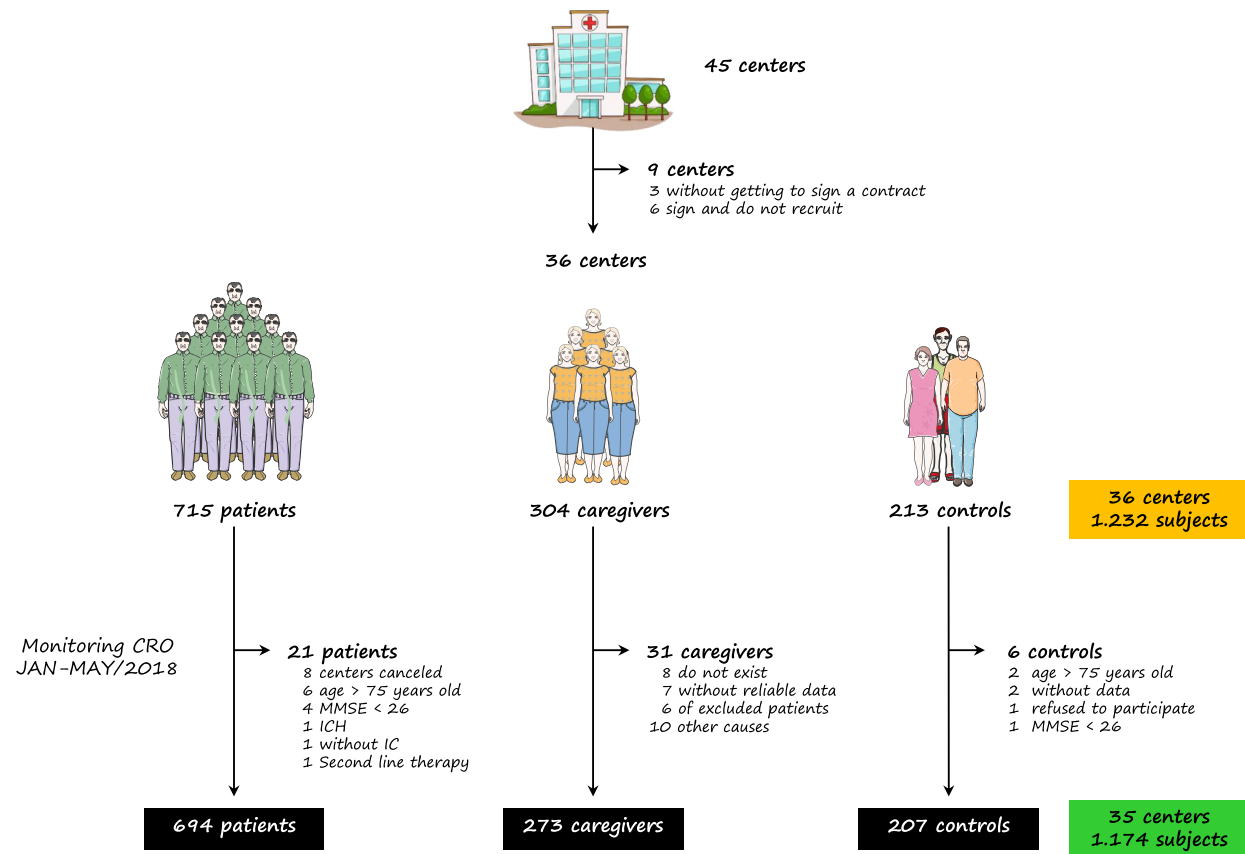 45 centers
9 centers
3 without getting to sign a contract
6 sign and do not recruit
36 centers
715 patients
304 caregivers
213 controls
36 centers
1.232 subjects
Monitoring CRO
JAN-MAY/2018
21 patients
8 centers canceled
6 age > 75 years old
4 MMSE < 26
1 ICH
1 without IC
1 Second line therapy
31 caregivers
8 do not exist
7 without reliable data
6 of excluded patients
10 other causes
6 controls
2 age > 75 years old
2 without data
1 refused to participate
1 MMSE < 26
694 patients
273 caregivers
207 controls
35 centers
1.174 subjects